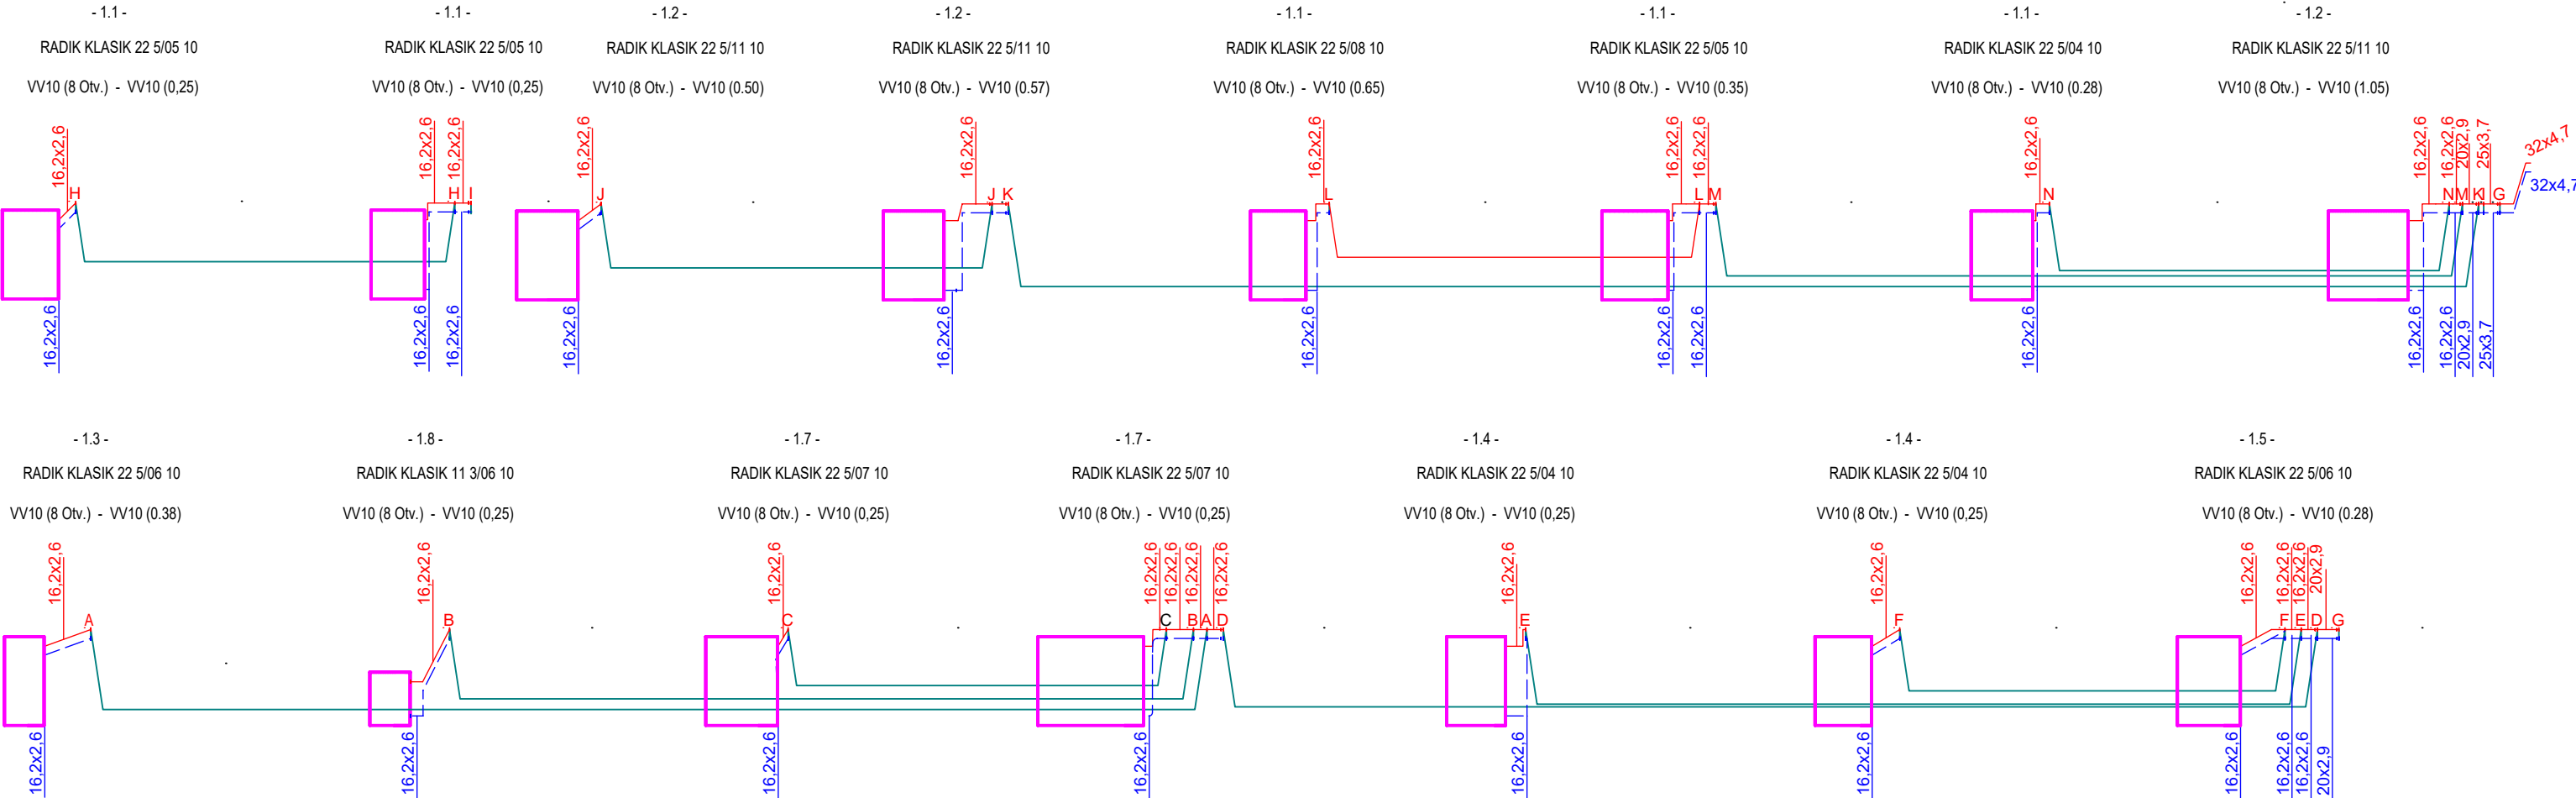 - 1.1 - - 1.1 - - 1.2 - - 1.2 - - 1.1 - - 1.1 - - 1.1 - - 1.2 -
RADIK KLASIK 22 5/05 10 RADIK KLASIK 22 5/05 10 RADIK KLASIK 22 5/11 10 RADIK KLASIK 22 5/11 10 RADIK KLASIK 22 5/08 10 RADIK KLASIK 22 5/05 10 RADIK KLASIK 22 5/04 10 RADIK KLASIK 22 5/11 10
VV10 (8 Otv.) - VV10 (0,25) VV10 (8 Otv.) - VV10 (0,25) VV10 (8 Otv.) - VV10 (0.50) VV10 (8 Otv.) - VV10 (0.57) VV10 (8 Otv.) - VV10 (0.65) VV10 (8 Otv.) - VV10 (0.35) VV10 (8 Otv.) - VV10 (0.28) VV10 (8 Otv.) - VV10 (1.05)
16,2x2,6 16,2x2,6 16,2x2,6 16,2x2,6 16,2x2,6 16,2x2,6 16,2x2,6 16,2x2,6 16,2x2,6 16,2x2,6 16,2x2,6 20x2,9 25x3,7 32x4,7
32x4,7
H H I J J K L L M N N M K I G
16,2x2,6 16,2x2,6 16,2x2,6 16,2x2,6 16,2x2,6 16,2x2,6 16,2x2,6 16,2x2,6 16,2x2,6 16,2x2,6 16,2x2,6 20x2,9 25x3,7
- 1.3 - - 1.8 - - 1.7 - - 1.7 - - 1.4 - - 1.4 - - 1.5 -
RADIK KLASIK 22 5/06 10 RADIK KLASIK 11 3/06 10 RADIK KLASIK 22 5/07 10 RADIK KLASIK 22 5/07 10 RADIK KLASIK 22 5/04 10 RADIK KLASIK 22 5/04 10 RADIK KLASIK 22 5/06 10
VV10 (8 Otv.) - VV10 (0.38) VV10 (8 Otv.) - VV10 (0,25) VV10 (8 Otv.) - VV10 (0,25) VV10 (8 Otv.) - VV10 (0,25) VV10 (8 Otv.) - VV10 (0,25) VV10 (8 Otv.) - VV10 (0,25) VV10 (8 Otv.) - VV10 (0.28)
16,2x2,6 16,2x2,6 16,2x2,6 16,2x2,6 16,2x2,6 16,2x2,6 16,2x2,6 16,2x2,6 16,2x2,6 16,2x2,6 16,2x2,6 16,2x2,6 20x2,9
A B C C B A D E F F E D G
16,2x2,6 16,2x2,6 16,2x2,6 16,2x2,6 16,2x2,6 16,2x2,6 16,2x2,6 16,2x2,6 16,2x2,6 20x2,9